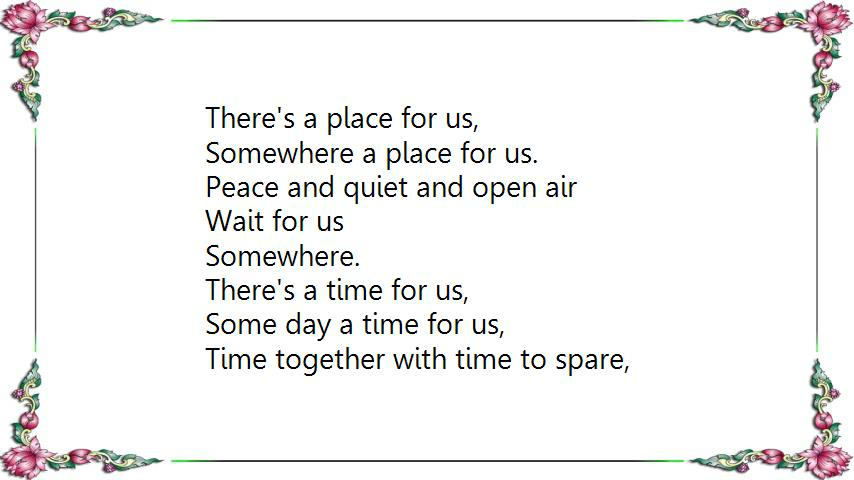 There's a place for us,
Somewhere a place for us.
Peace and quiet and open air
Wait for us
Somewhere.
There's a time for us,
Some day a time for us,
Time together with time to spare,